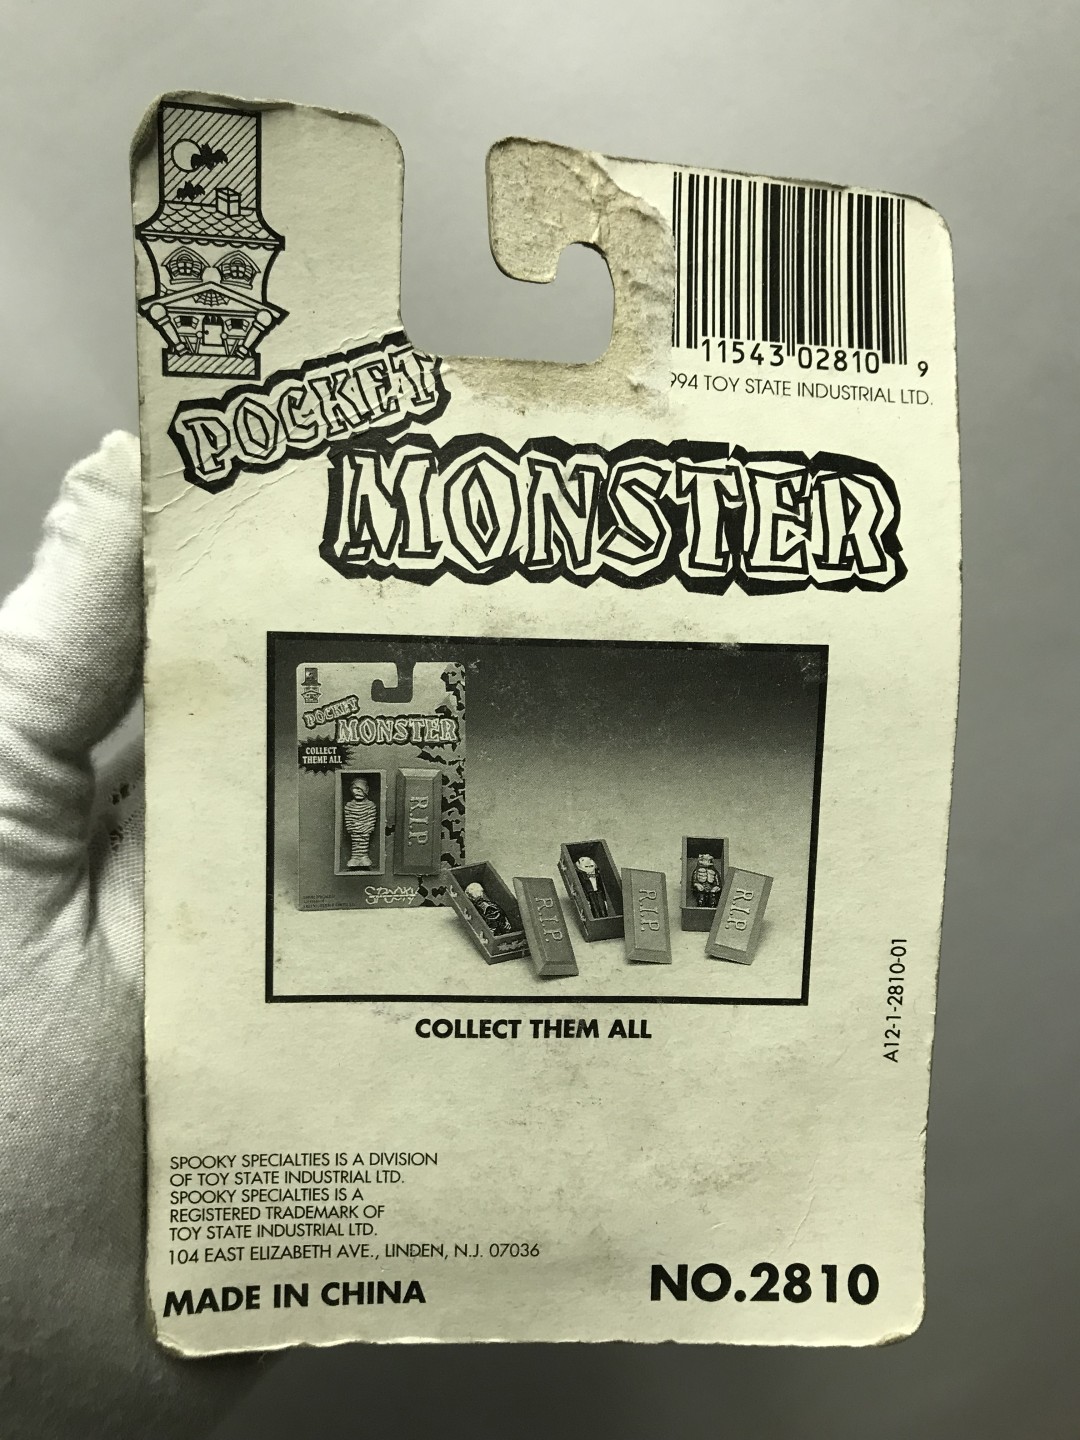 11543 02810 9
994 TOY STATE INDUSTRIAL LTD.
POCKET
MONSTER
POCKET
MONSTER
COLLECT
THEME ALL
R.I.P.
SPOOKY
R.I.P.
R.I.P.
R.I.P.
COLLECT THEM ALL
A12-1-2810-01
SPOOKY SPECIALTIES IS A DIVISION
OF TOY STATE INDUSTRIAL LTD.
SPOOKY SPECIALTIES IS A
REGISTERED TRADEMARK OF
TOY STATE INDUSTRIAL LTD.
104 EAST ELIZABETH AVE., LINDEN, N.J. 07036
MADE IN CHINA
NO.2810